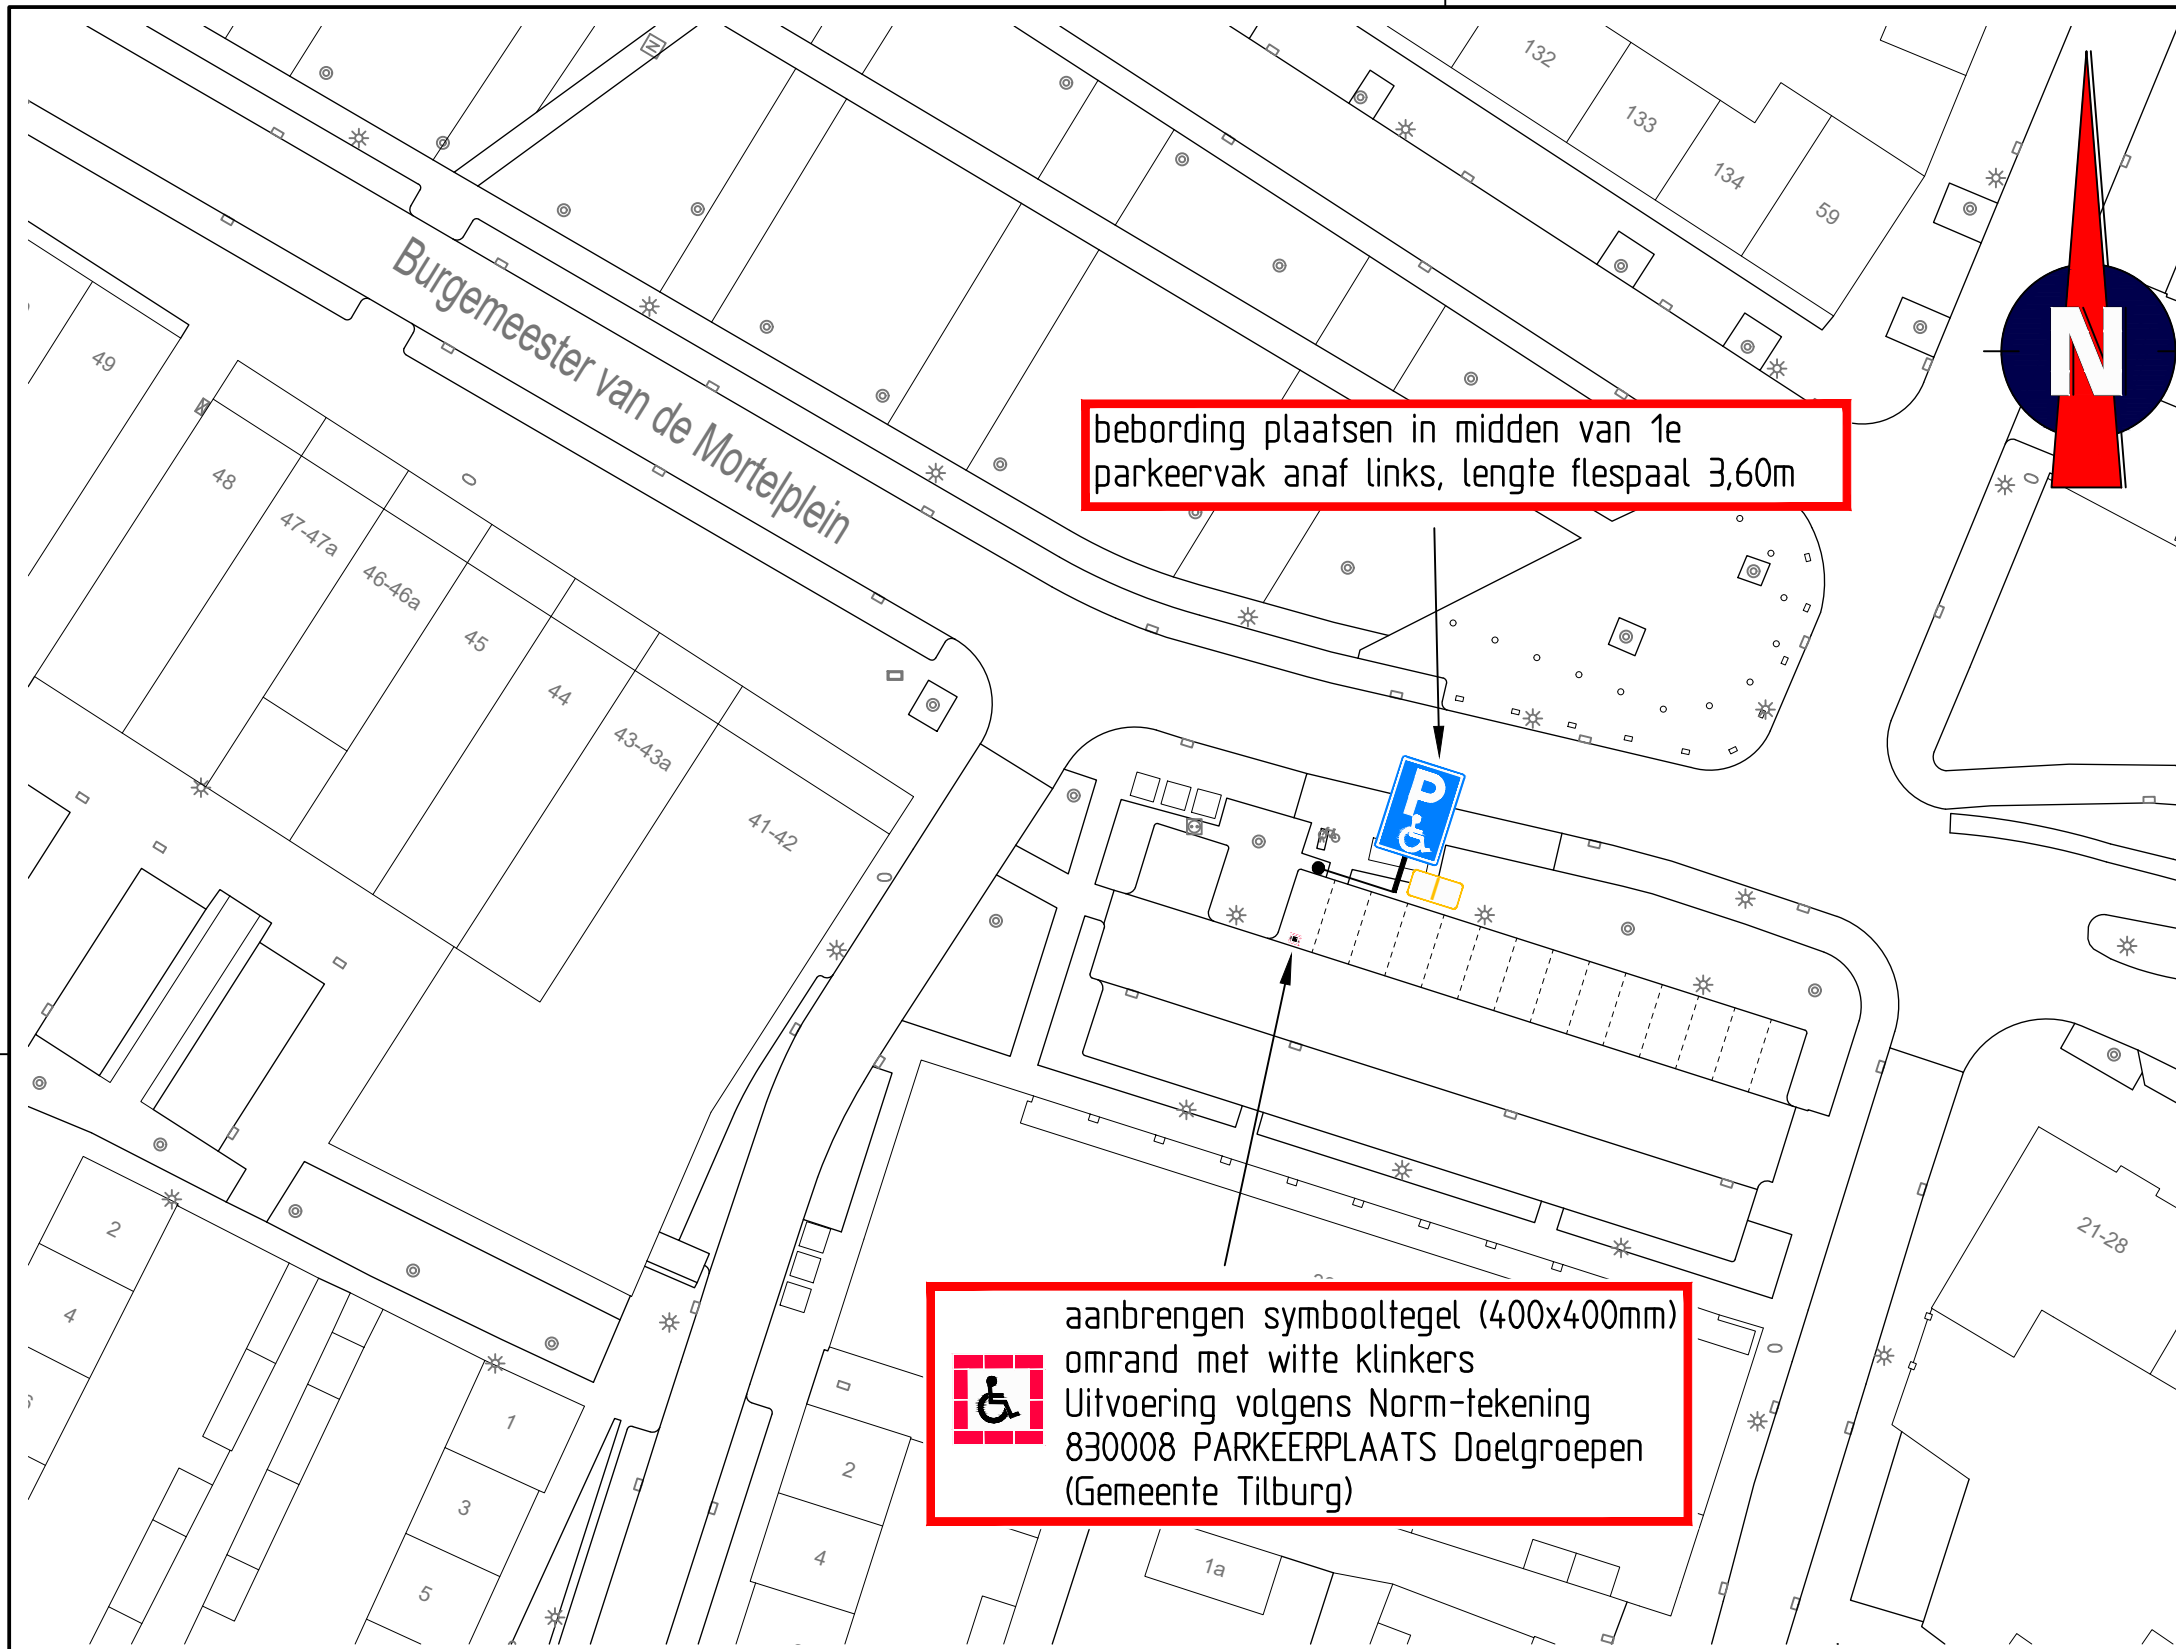 132
133
134
59
N
Burgemeester van de Mortelplein
49
48
47-47a
46-46a
45
44
43-43a
41-42
bebording plaatsen in midden van 1e
parkeervak anaf links, lengte flespaal 3,60m
P
21-28
2
4
1
3
5
2
4
1a
aanbrengen symbooltegel (400x400mm)
omrand met witte klinkers
Uitvoering volgens Norm-tekening
830008 PARKEERPLAATS Doelgroepen
(Gemeente Tilburg)